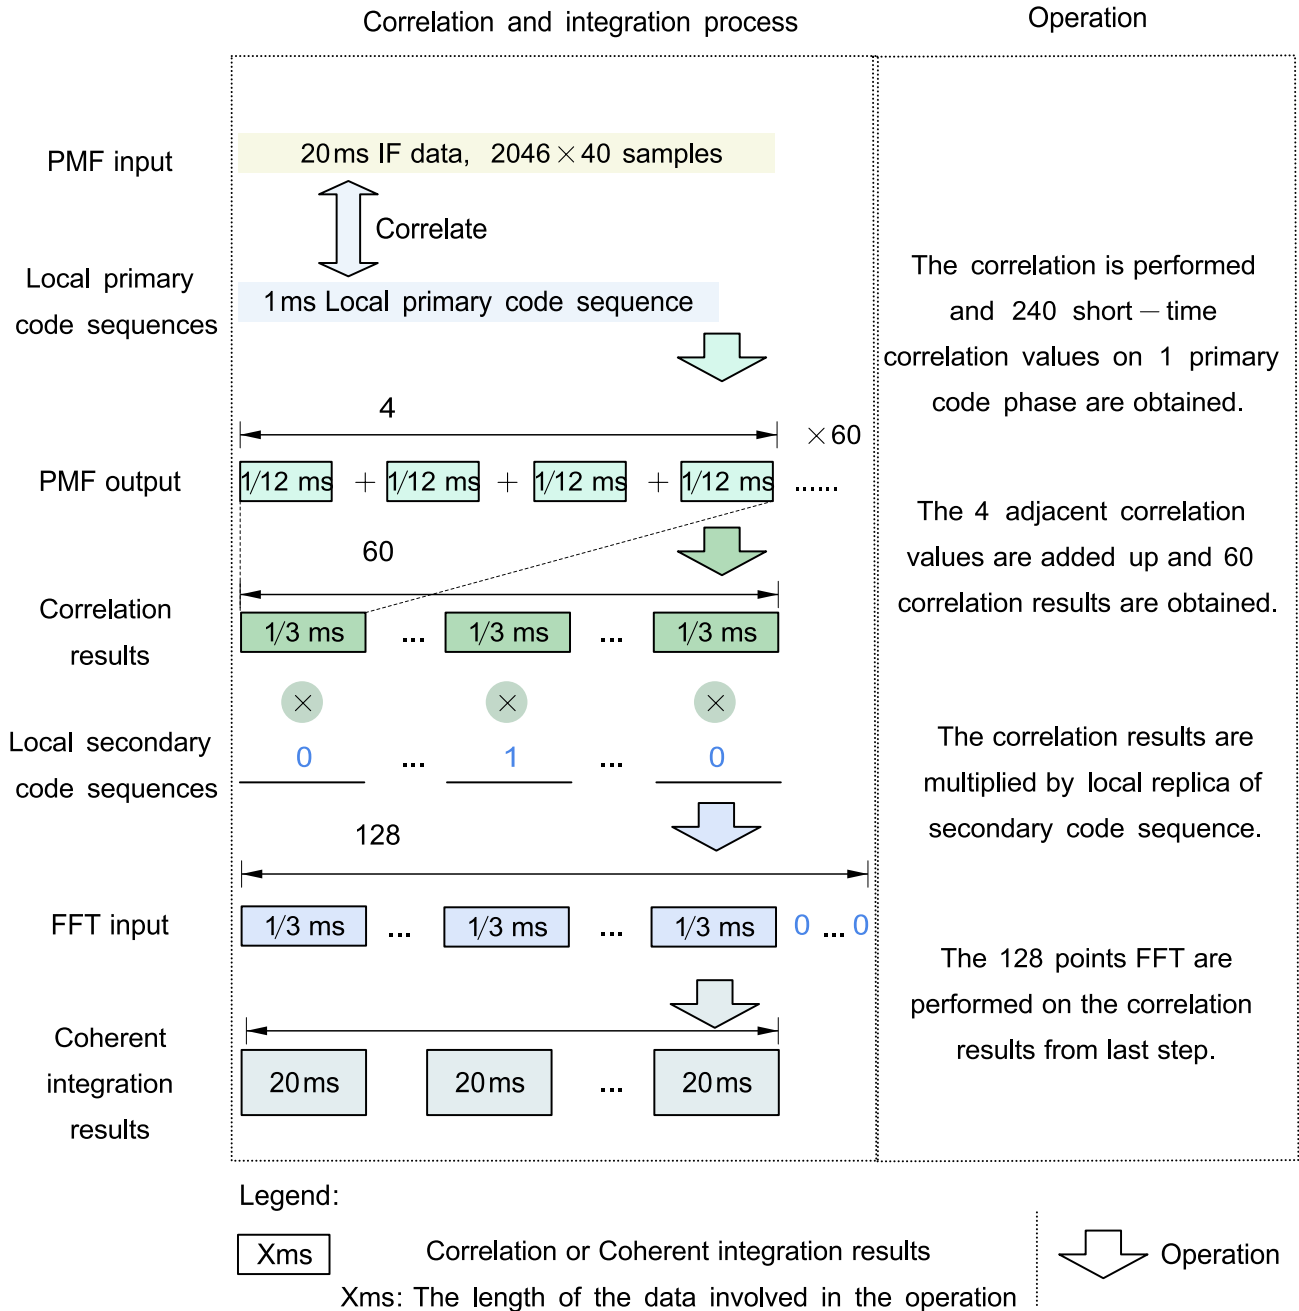 Correlation and integration process
Operation
PMF input
20ms IF data, 2046 × 40 samples
Correlate
Local primary
code sequences
1ms Local primary code sequence
The correlation is performed
and 240 short – time
correlation values on 1 primary
code phase are obtained.
4
× 60
PMF output
1/12 ms + 1/12 ms + 1/12 ms + 1/12 ms ......
The 4 adjacent correlation
values are added up and 60
correlation results are obtained.
60
Correlation
results
1/3 ms ... 1/3 ms ... 1/3 ms
× × ×
Local secondary
code sequences
0 ... 1 ... 0
The correlation results are
multiplied by local replica of
secondary code sequence.
128
FFT input
1/3 ms ... 1/3 ms ... 1/3 ms 0 ... 0
The 128 points FFT are
performed on the correlation
results from last step.
Coherent
integration
results
20ms 20ms ... 20ms
Legend:
Xms
Correlation or Coherent integration results
Xms: The length of the data involved in the operation
Operation